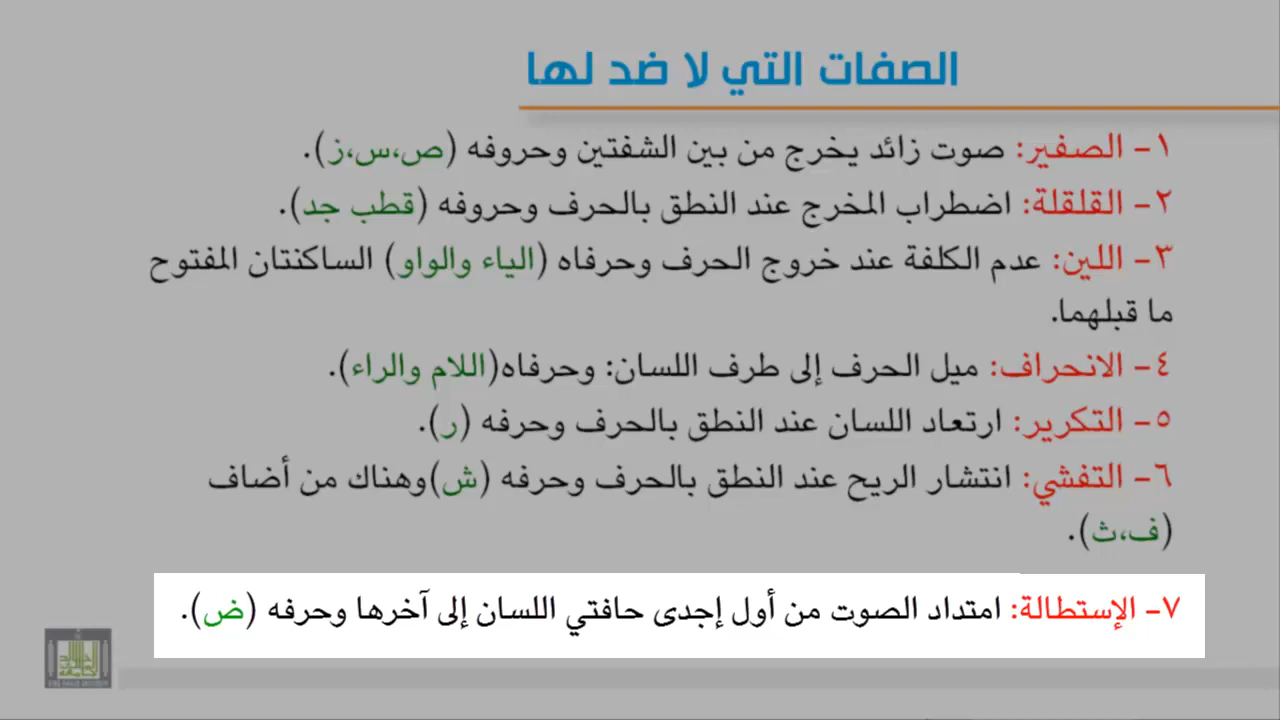 الصفات التي لا ضد لها
١- الصفير: صوت زائد يخرج من بين الشفتين وحروفه (ص،س،ز).
٢- القلقلة: اضطراب المخرج عند النطق بالحرف وحروفه (قطب جد).
٣- اللين: عدم الكلفة عند خروج الحرف وحرفاه (الياء والواو) الساكنتان المفتوح
ما قبلهما.
٤- الانحراف: ميل الحرف إلى طرف اللسان: وحرفاه(اللام والراء).
٥- التكرير: ارتعاد اللسان عند النطق بالحرف وحرفه (ر).
٦- التفشي: انتشار الريح عند النطق بالحرف وحرفه (ش)وهناك من أضاف
(ف،ث).
٧- الإستطالة: امتداد الصوت من أول إجدى حافتي اللسان إلى آخرها وحرفه (ض).